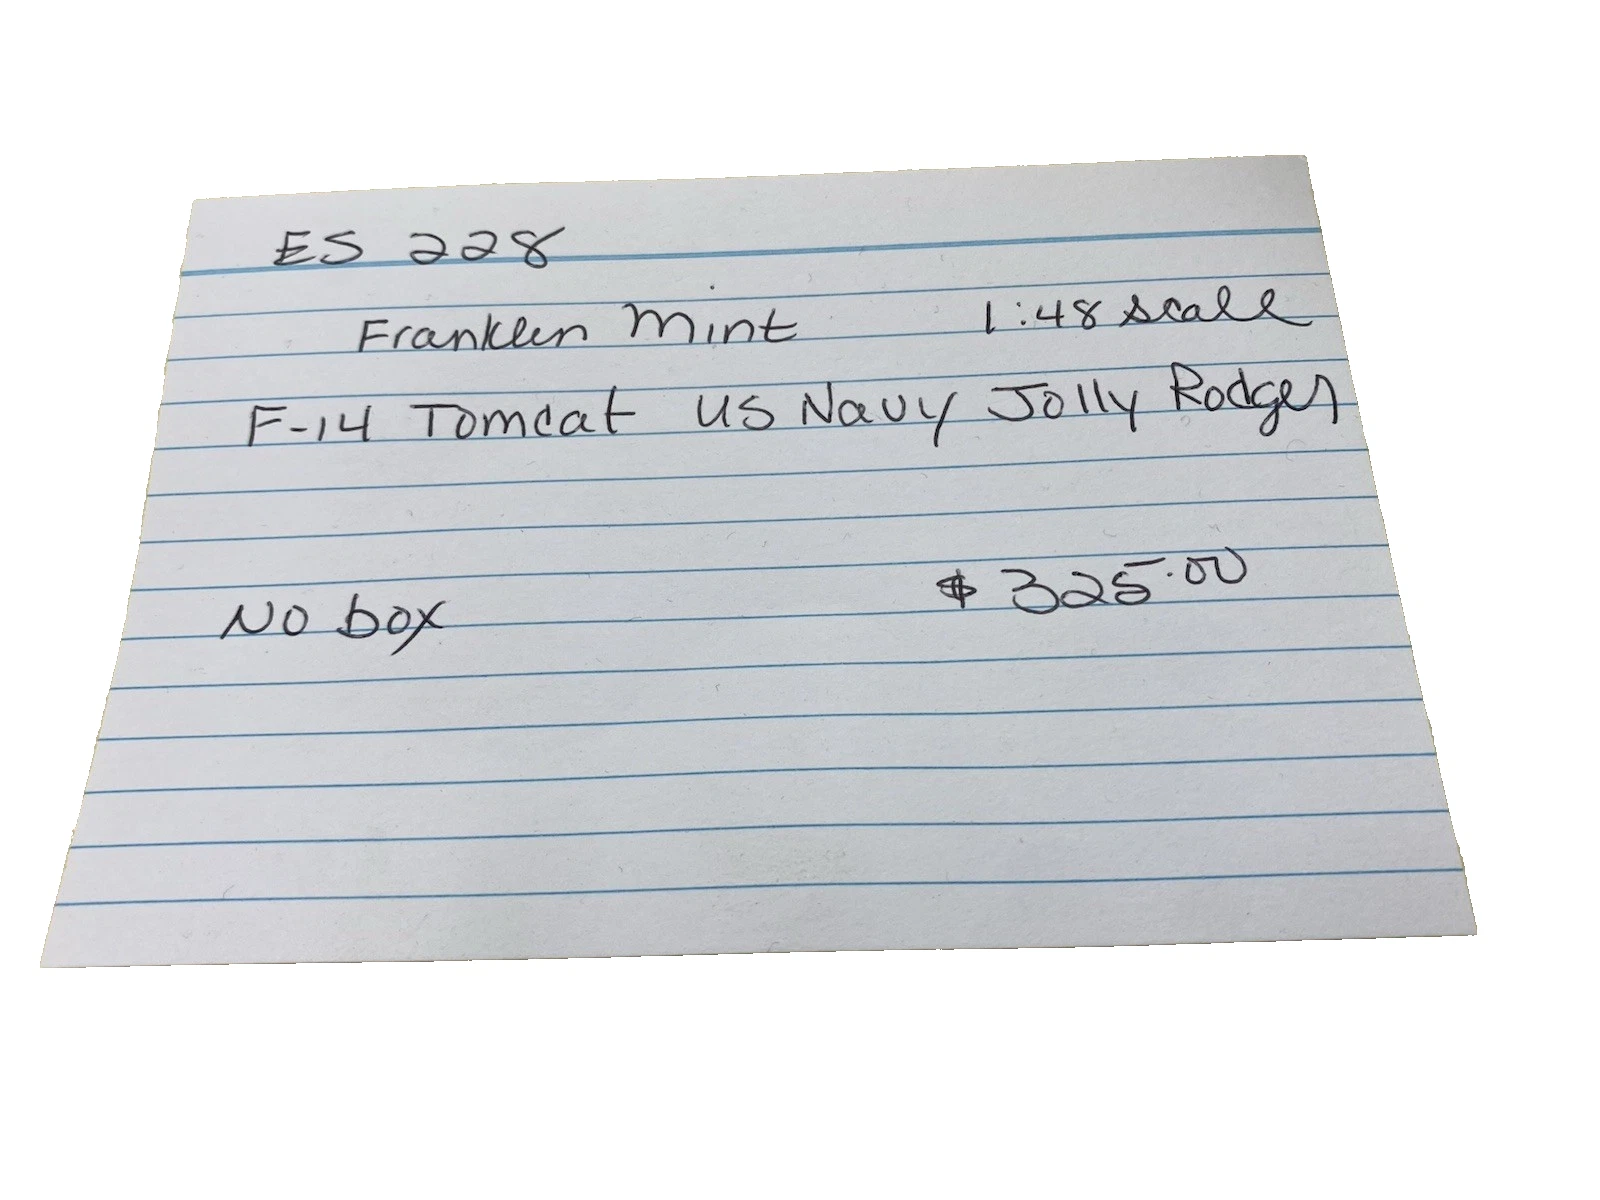 ES 228
Franklin Mint 1:48 scale
F-14 Tomcat US Navy Jolly Rodger
No box $325.00